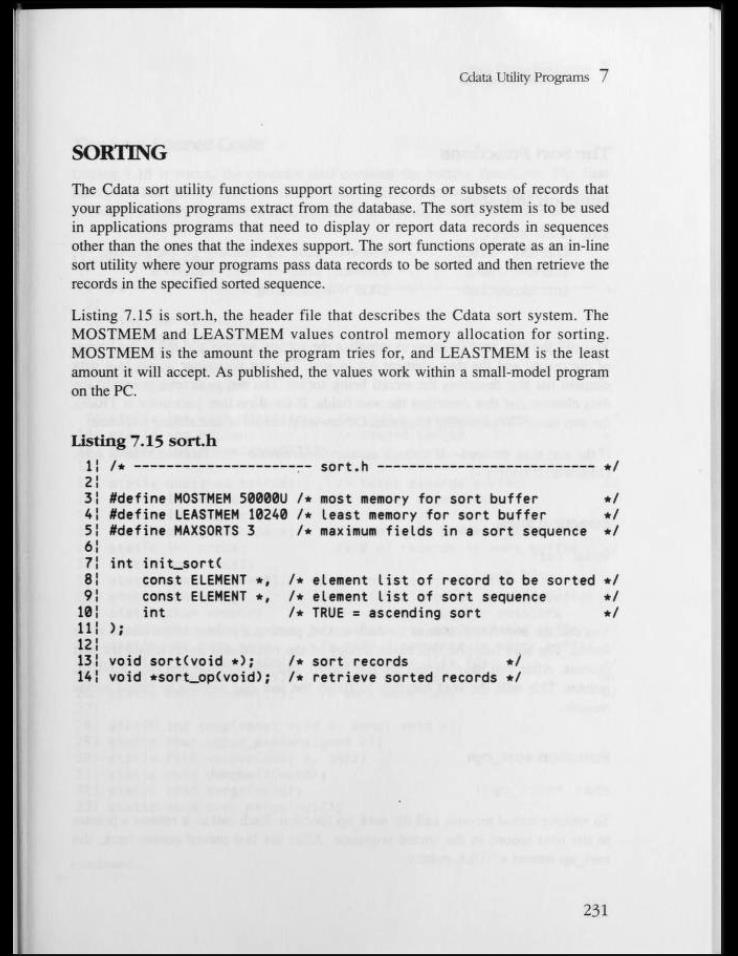 Cdata Utility Programs 7
SORTING
The Cdata sort utility functions support sorting records or subsets of records that
your applications programs extract from the database. The sort system is to be used
in applications programs that need to display or report data records in sequences
other than the ones that the indexes support. The sort functions operate as an in-line
sort utility where your programs pass data records to be sorted and then retrieve the
records in the specified sorted sequence.
Listing 7.15 is sort.h, the header file that describes the Cdata sort system. The
MOSTMEM and LEASTMEM values control memory allocation for sorting.
MOSTMEM is the amount the program tries for, and LEASTMEM is the least
amount it will accept. As published, the values work within a small-model program
on the PC.
Listing 7.15 sort.h
1¦ /* ----------------------- sort.h ---------------------------- */
2¦
3¦ #define MOSTMEM 50000U /* most memory for sort buffer */
4¦ #define LEASTMEM 10240 /* least memory for sort buffer */
5¦ #define MAXSORTS 3 /* maximum fields in a sort sequence */
6¦
7¦ int init_sort(
8¦ const ELEMENT *, /* element list of record to be sorted */
9¦ const ELEMENT *, /* element list of sort sequence */
10¦ int /* TRUE = ascending sort */
11¦ );
12¦
13¦ void sort(void *); /* sort records */
14¦ void *sort_op(void); /* retrieve sorted records */
231